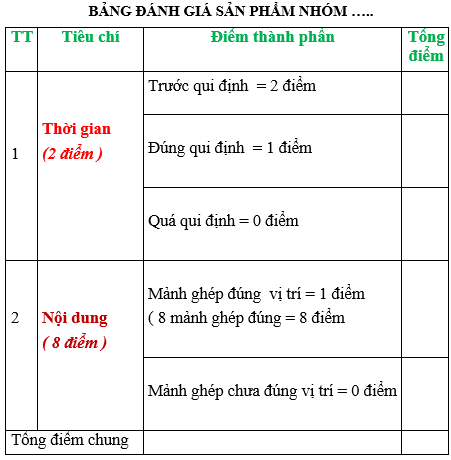 BẢNG ĐÁNH GIÁ SẢN PHẨM NHÓM …..
TT Tiêu chí Điểm thành phần Tổng điểm
1 Thời gian
(2 điểm )
Trước qui định = 2 điểm
Đúng qui định = 1 điểm
Quá qui định = 0 điểm
2 Nội dung
( 8 điểm )
Mảnh ghép đúng vị trí = 1 điểm
( 8 mảnh ghép đúng = 8 điểm
Mảnh ghép chưa đúng vị trí = 0 điểm
Tổng điểm chung